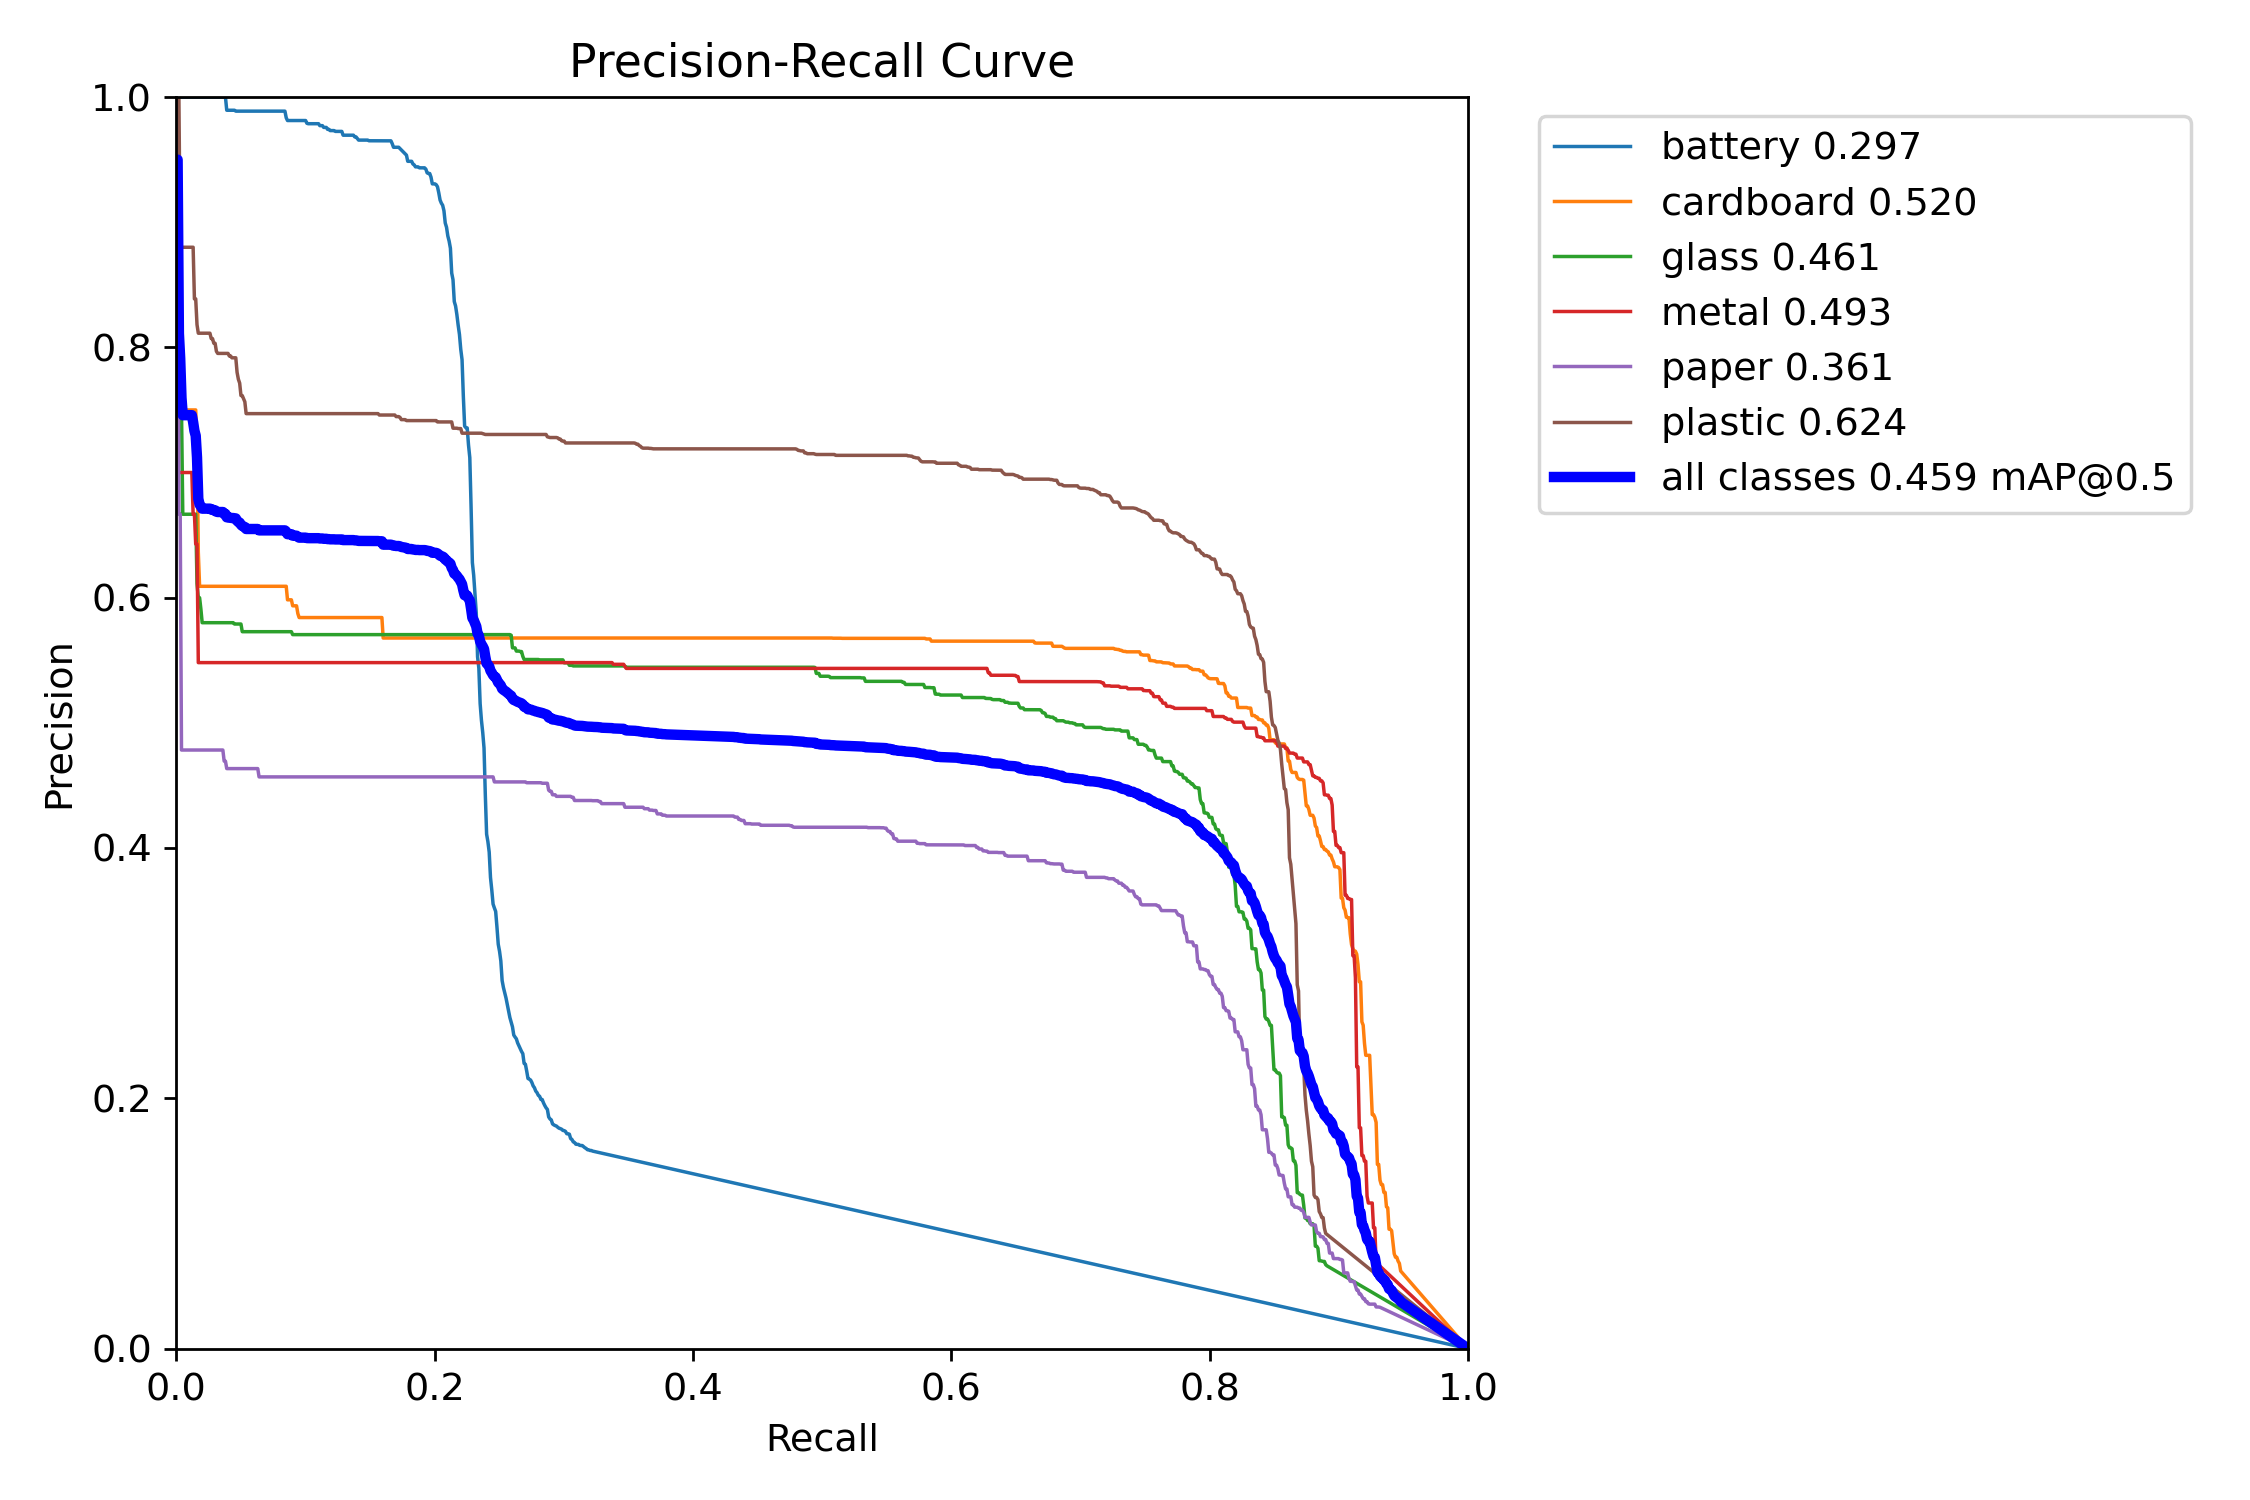 Precision-Recall Curve
1.0
0.8
0.6
0.4
0.2
0.0
Precision
0.0 0.2 0.4 0.6 0.8 1.0
Recall
battery 0.297
cardboard 0.520
glass 0.461
metal 0.493
paper 0.361
plastic 0.624
all classes 0.459 mAP@0.5